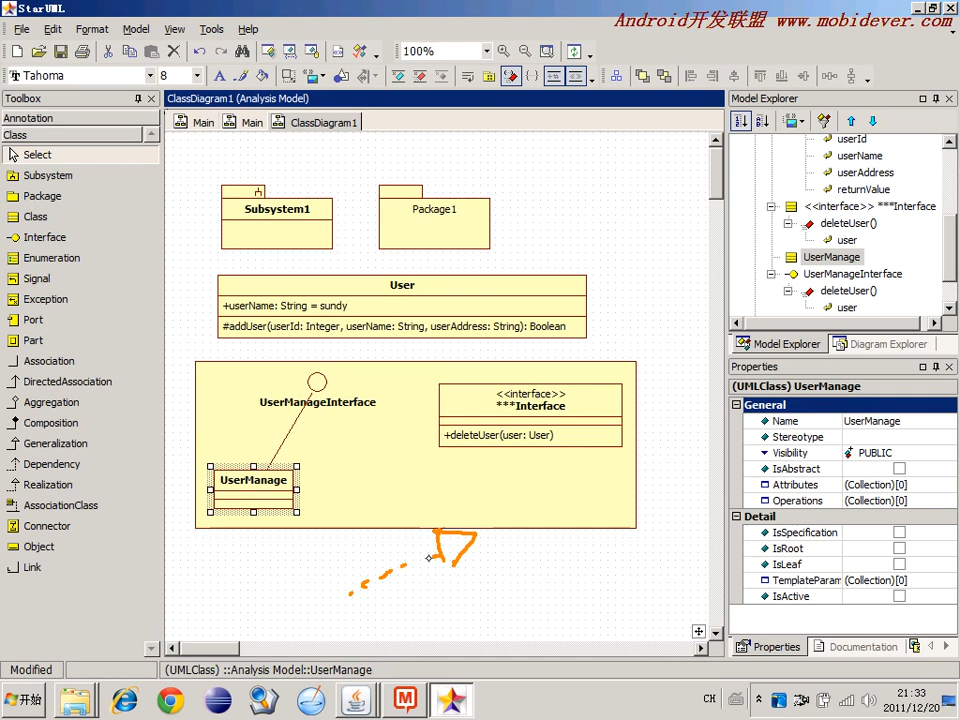 StarUML
Android开发联盟 www.mobidever.com
File Edit Format Model View Tools Help
100%
Tahoma 8
Toolbox
Annotation
Class
Select
Subsystem
Package
Class
Interface
Enumeration
Signal
Exception
Port
Part
Association
DirectedAssociation
Aggregation
Composition
Generalization
Dependency
Realization
AssociationClass
Connector
Object
Link
ClassDiagram1 (Analysis Model)
Main Main ClassDiagram1
Subsystem1
Package1
User
+userName: String = sundy
#addUser(userId: Integer, userName: String, userAddress: String): Boolean
UserManageInterface
<<interface>>
***Interface
+deleteUser(user: User)
UserManage
Model Explorer
userId
userName
userAddress
returnValue
<<interface>> ***Interface
deleteUser()
user
UserManage
UserManageInterface
deleteUser()
user
Model Explorer Diagram Explorer
Properties
(UMLClass) UserManage
General
Name UserManage
Stereotype
Visibility PUBLIC
IsAbstract
Attributes (Collection)[0]
Operations (Collection)[0]
Detail
IsSpecification
IsRoot
IsLeaf
TemplateParam (Collection)[0]
IsActive
Properties Documentation
Modified (UMLClass) ::Analysis Model::UserManage
开始
CH
21:33
2011/12/20